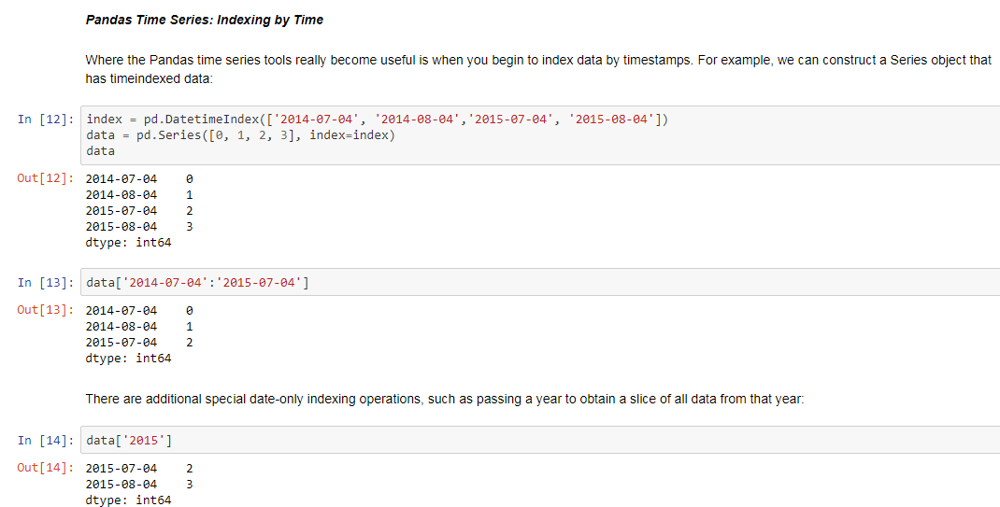 Pandas Time Series: Indexing by Time
Where the Pandas time series tools really become useful is when you begin to index data by timestamps. For example, we can construct a Series object that
has timeindexed data:
In [12]: index = pd.DatetimeIndex(['2014-07-04', '2014-08-04','2015-07-04', '2015-08-04'])
data = pd.Series([0, 1, 2, 3], index=index)
data
Out[12]: 2014-07-04    0
2014-08-04    1
2015-07-04    2
2015-08-04    3
dtype: int64
In [13]: data['2014-07-04':'2015-07-04']
Out[13]: 2014-07-04    0
2014-08-04    1
2015-07-04    2
dtype: int64
There are additional special date-only indexing operations, such as passing a year to obtain a slice of all data from that year:
In [14]: data['2015']
Out[14]: 2015-07-04    2
2015-08-04    3
dtype: int64